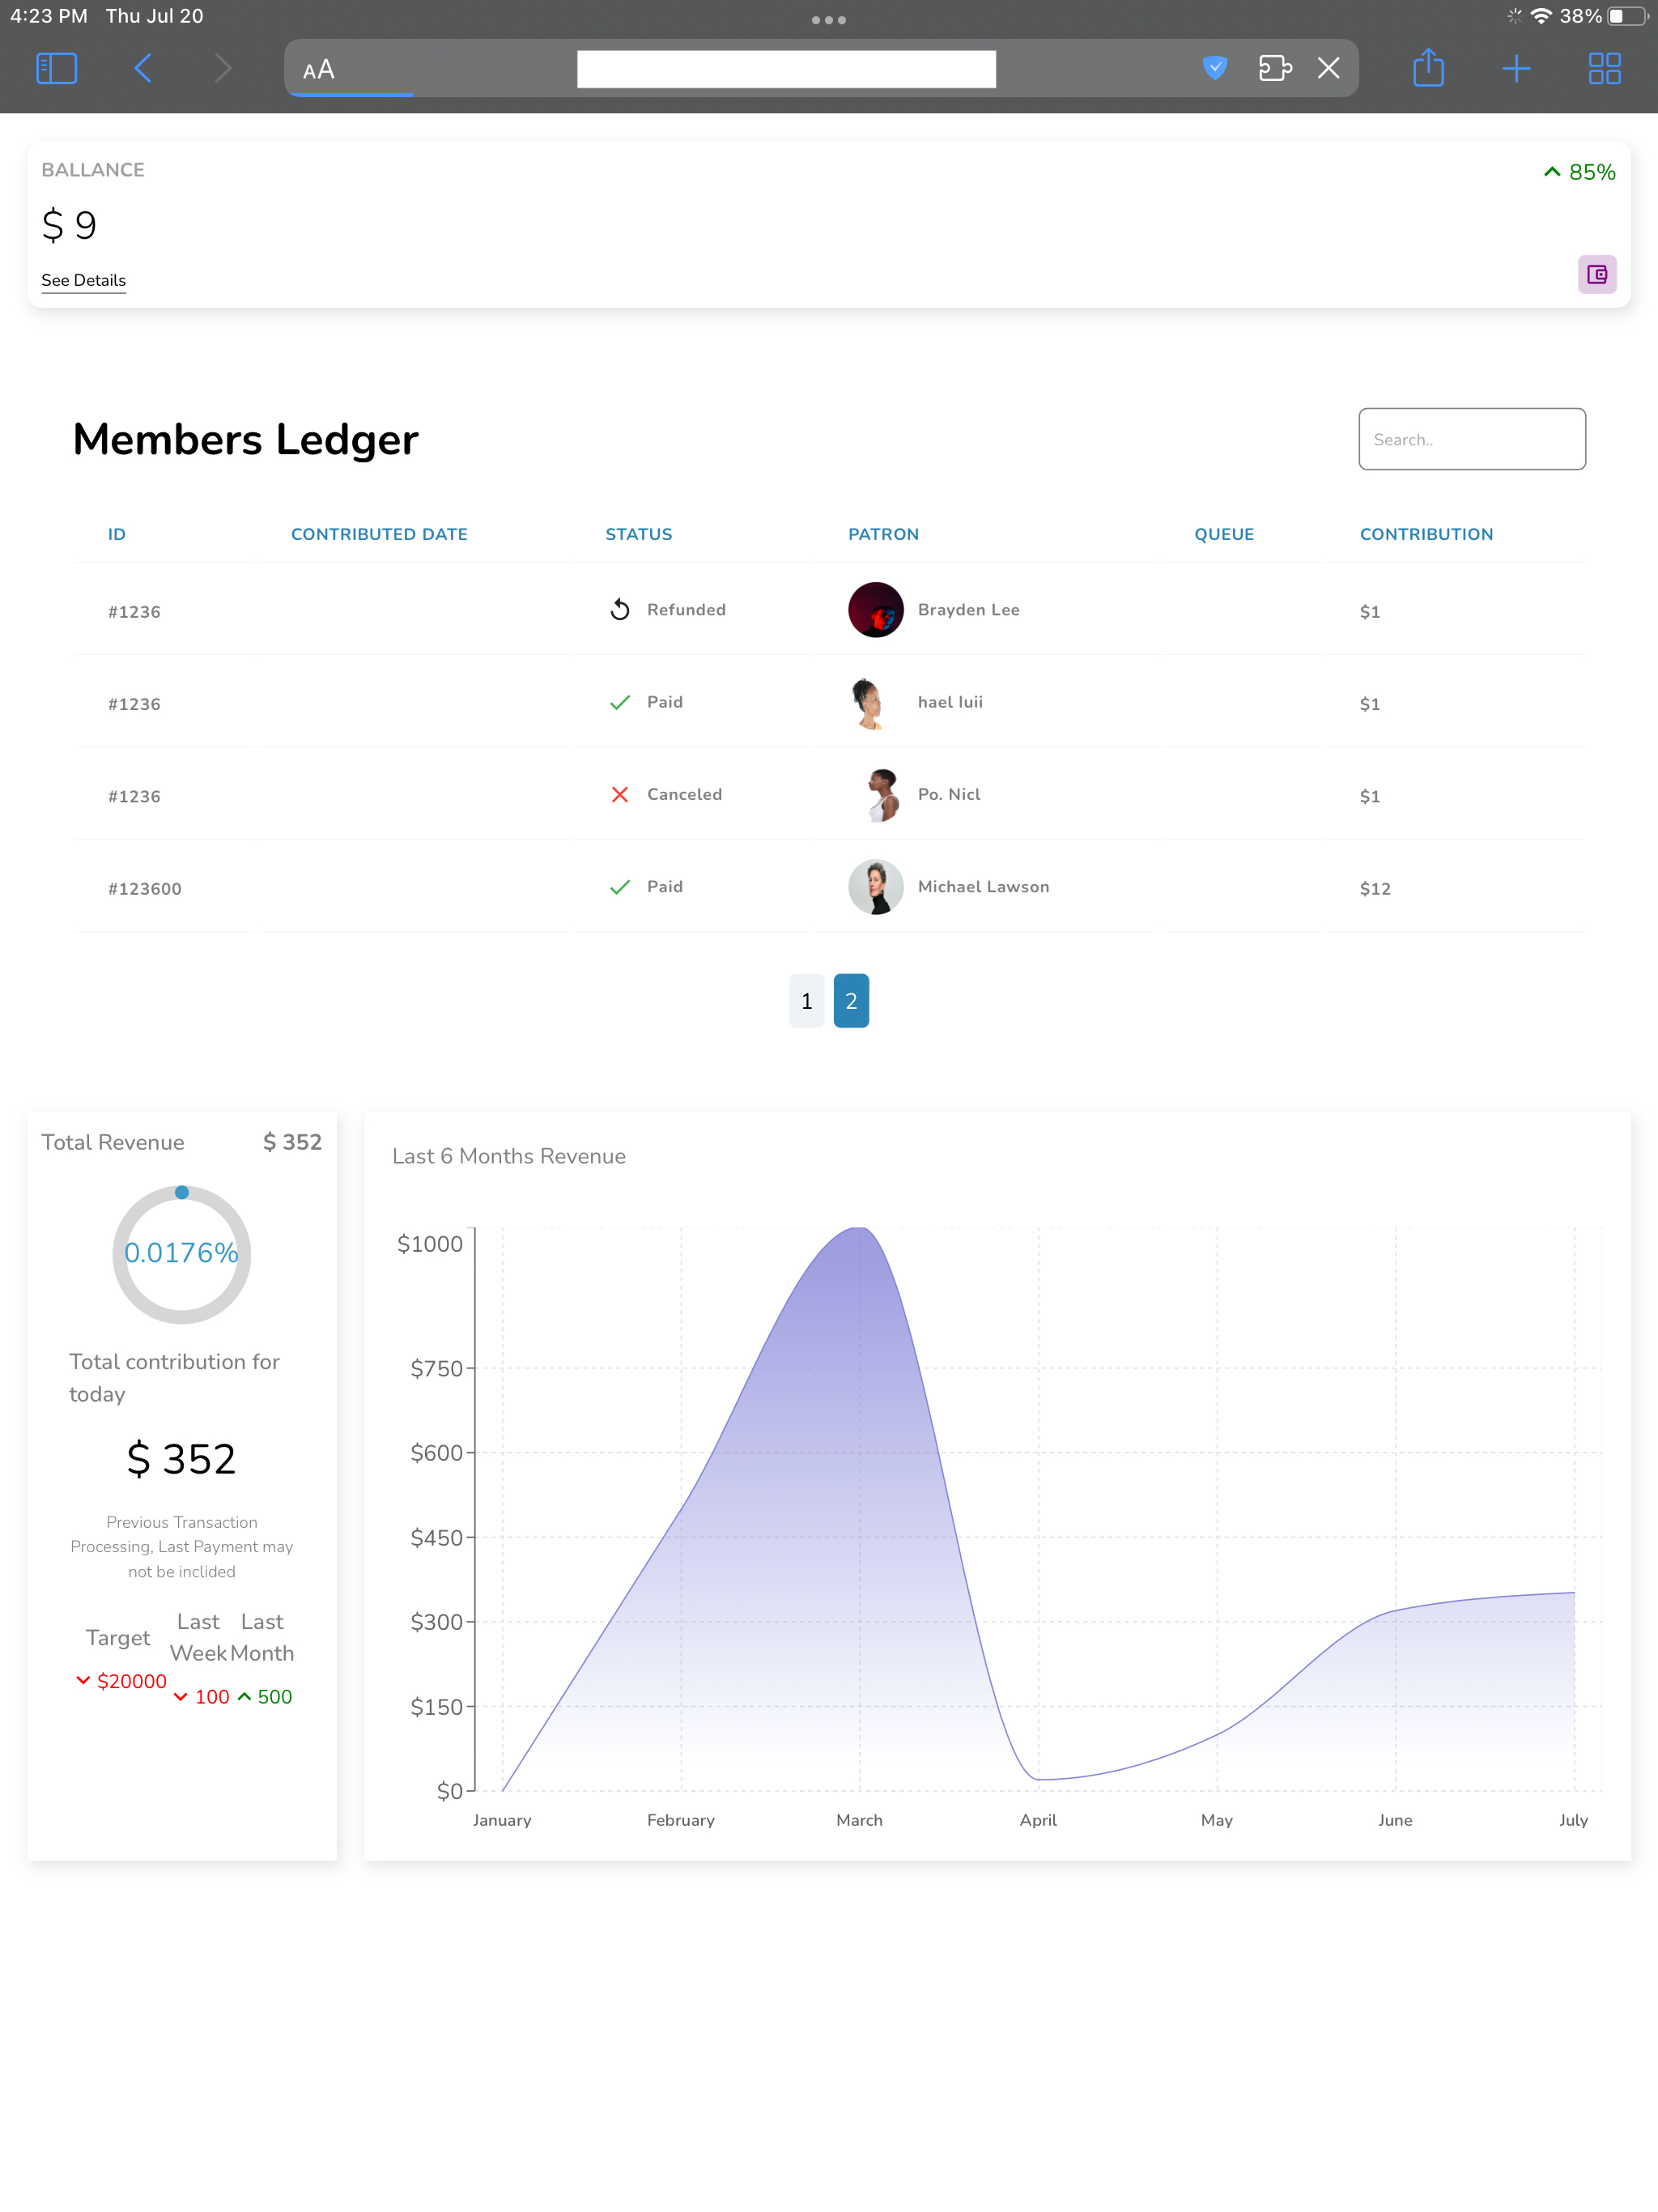 4:23 PM Thu Jul 20
38%
AA
BALLANCE
85%
$ 9
See Details
Members Ledger
Search..
ID CONTRIBUTED DATE STATUS PATRON QUEUE CONTRIBUTION
#1236 Refunded Brayden Lee $1
#1236 Paid hael Iuii $1
#1236 Canceled Po. Nicl $1
#123600 Paid Michael Lawson $12
1 2
Total Revenue $ 352
0.0176%
Total contribution for
today
$ 352
Previous Transaction
Processing, Last Payment may
not be inclided
Target
Last
Week
Last
Month
$20000
100
500
Last 6 Months Revenue
$1000
$750
$600
$450
$300
$150
$0
January February March April May June July